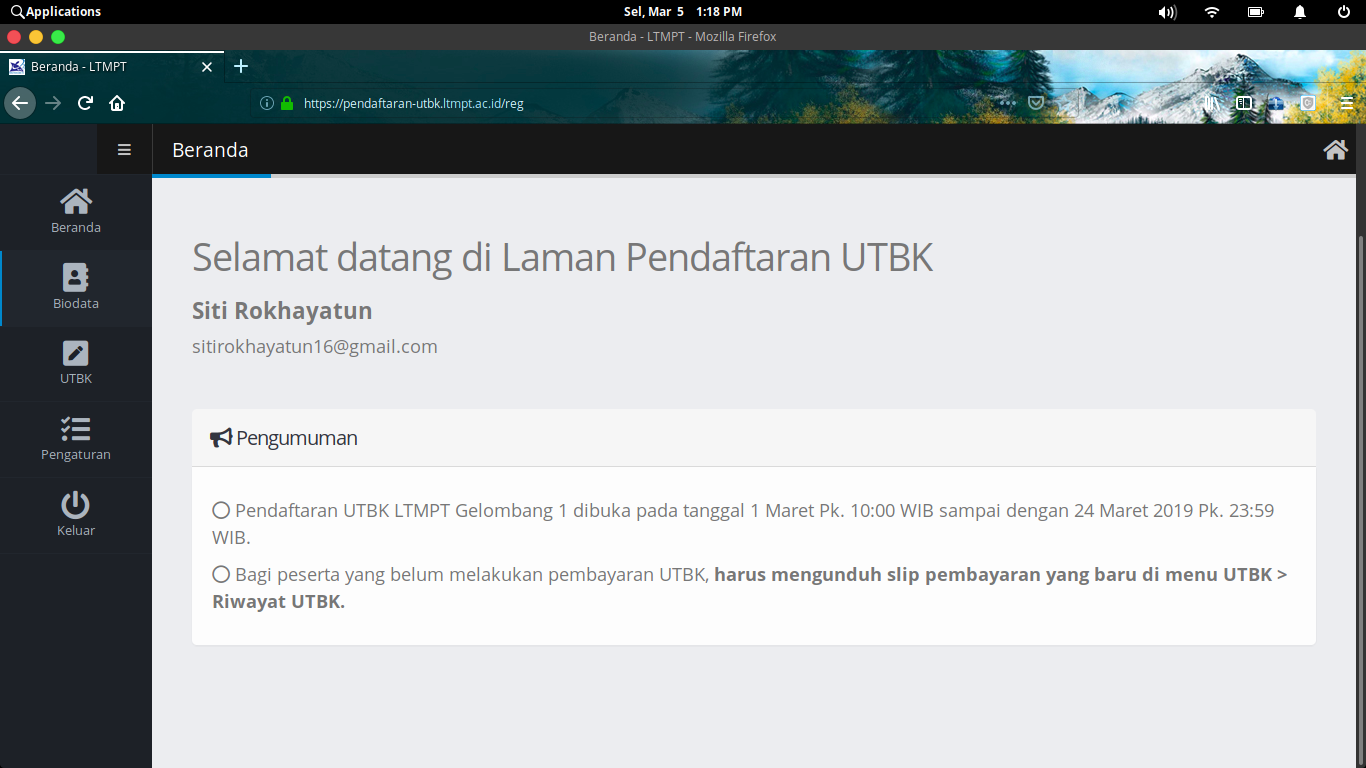 Applications
Sel, Mar 5 1:18 PM
Beranda - LTMPT - Mozilla Firefox
Beranda - LTMPT
https://pendaftaran-utbk.ltmpt.ac.id/reg
Beranda
Beranda
Biodata
UTBK
Pengaturan
Keluar
Selamat datang di Laman Pendaftaran UTBK
Siti Rokhayatun
sitirokhayatun16@gmail.com
Pengumuman
Pendaftaran UTBK LTMPT Gelombang 1 dibuka pada tanggal 1 Maret Pk. 10:00 WIB sampai dengan 24 Maret 2019 Pk. 23:59
WIB.
Bagi peserta yang belum melakukan pembayaran UTBK, harus mengunduh slip pembayaran yang baru di menu UTBK >
Riwayat UTBK.